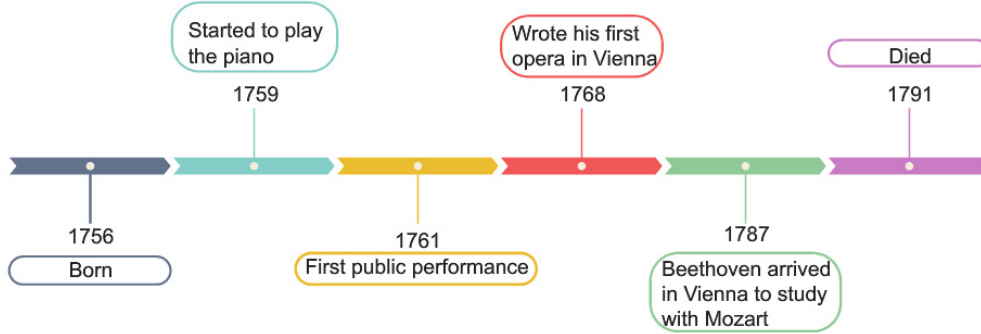 Started to play
the piano
1759
Wrote his first
opera in Vienna
1768
Died
1791
1756
Born
1761
First public performance
1787
Beethoven arrived
in Vienna to study
with Mozart